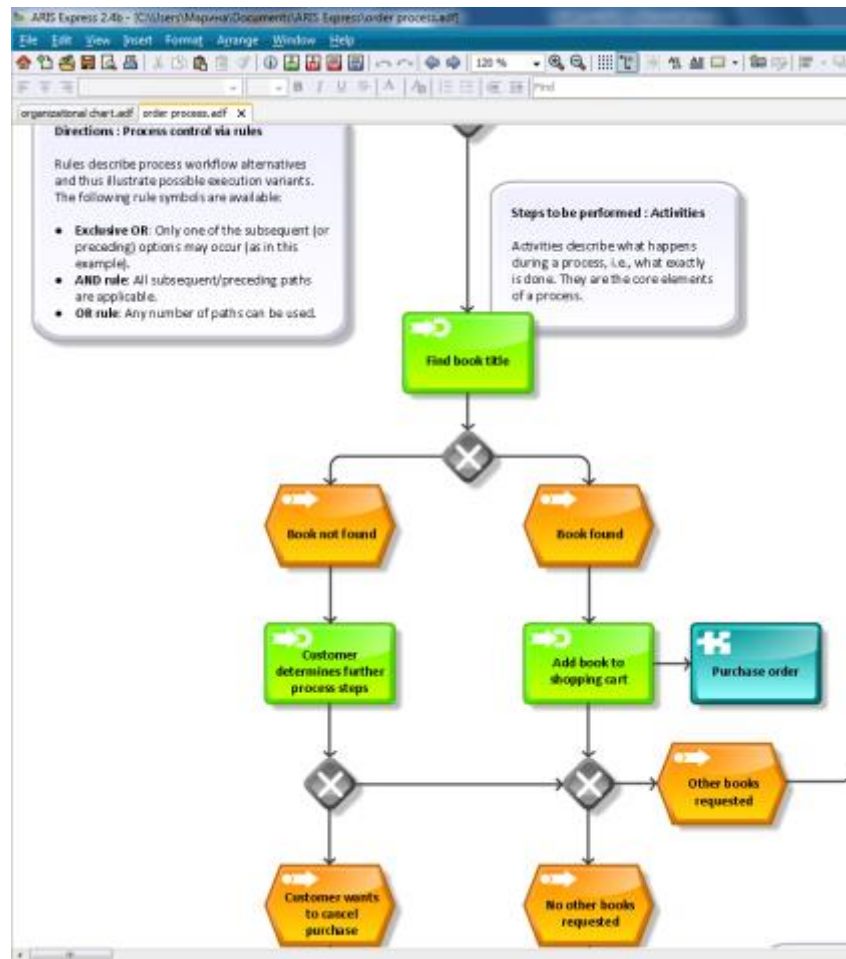 ARIS Express 2.4b - [C:\Users\Марина\Documents\ARIS Express\order process.adf]
File Edit View Insert Format Arrange Window Help
120 %
B I U A
Find
organizational chart.adf order process.adf X
Directions : Process control via rules
Rules describe process workflow alternatives
and thus illustrate possible execution variants.
The following rule symbols are available:
● Exclusive OR: Only one of the subsequent (or
preceding) options may occur (as in this
example).
● AND rule: All subsequent/preceding paths
are applicable.
● OR rule: Any number of paths can be used.
Steps to be performed : Activities
Activities describe what happens
during a process, i.e., what exactly
is done. They are the core elements
of a process.
Find book title
Book not found
Book found
Customer
determines further
process steps
Add book to
shopping cart
Purchase order
Other books
requested
Customer wants
to cancel
purchase
No other books
requested